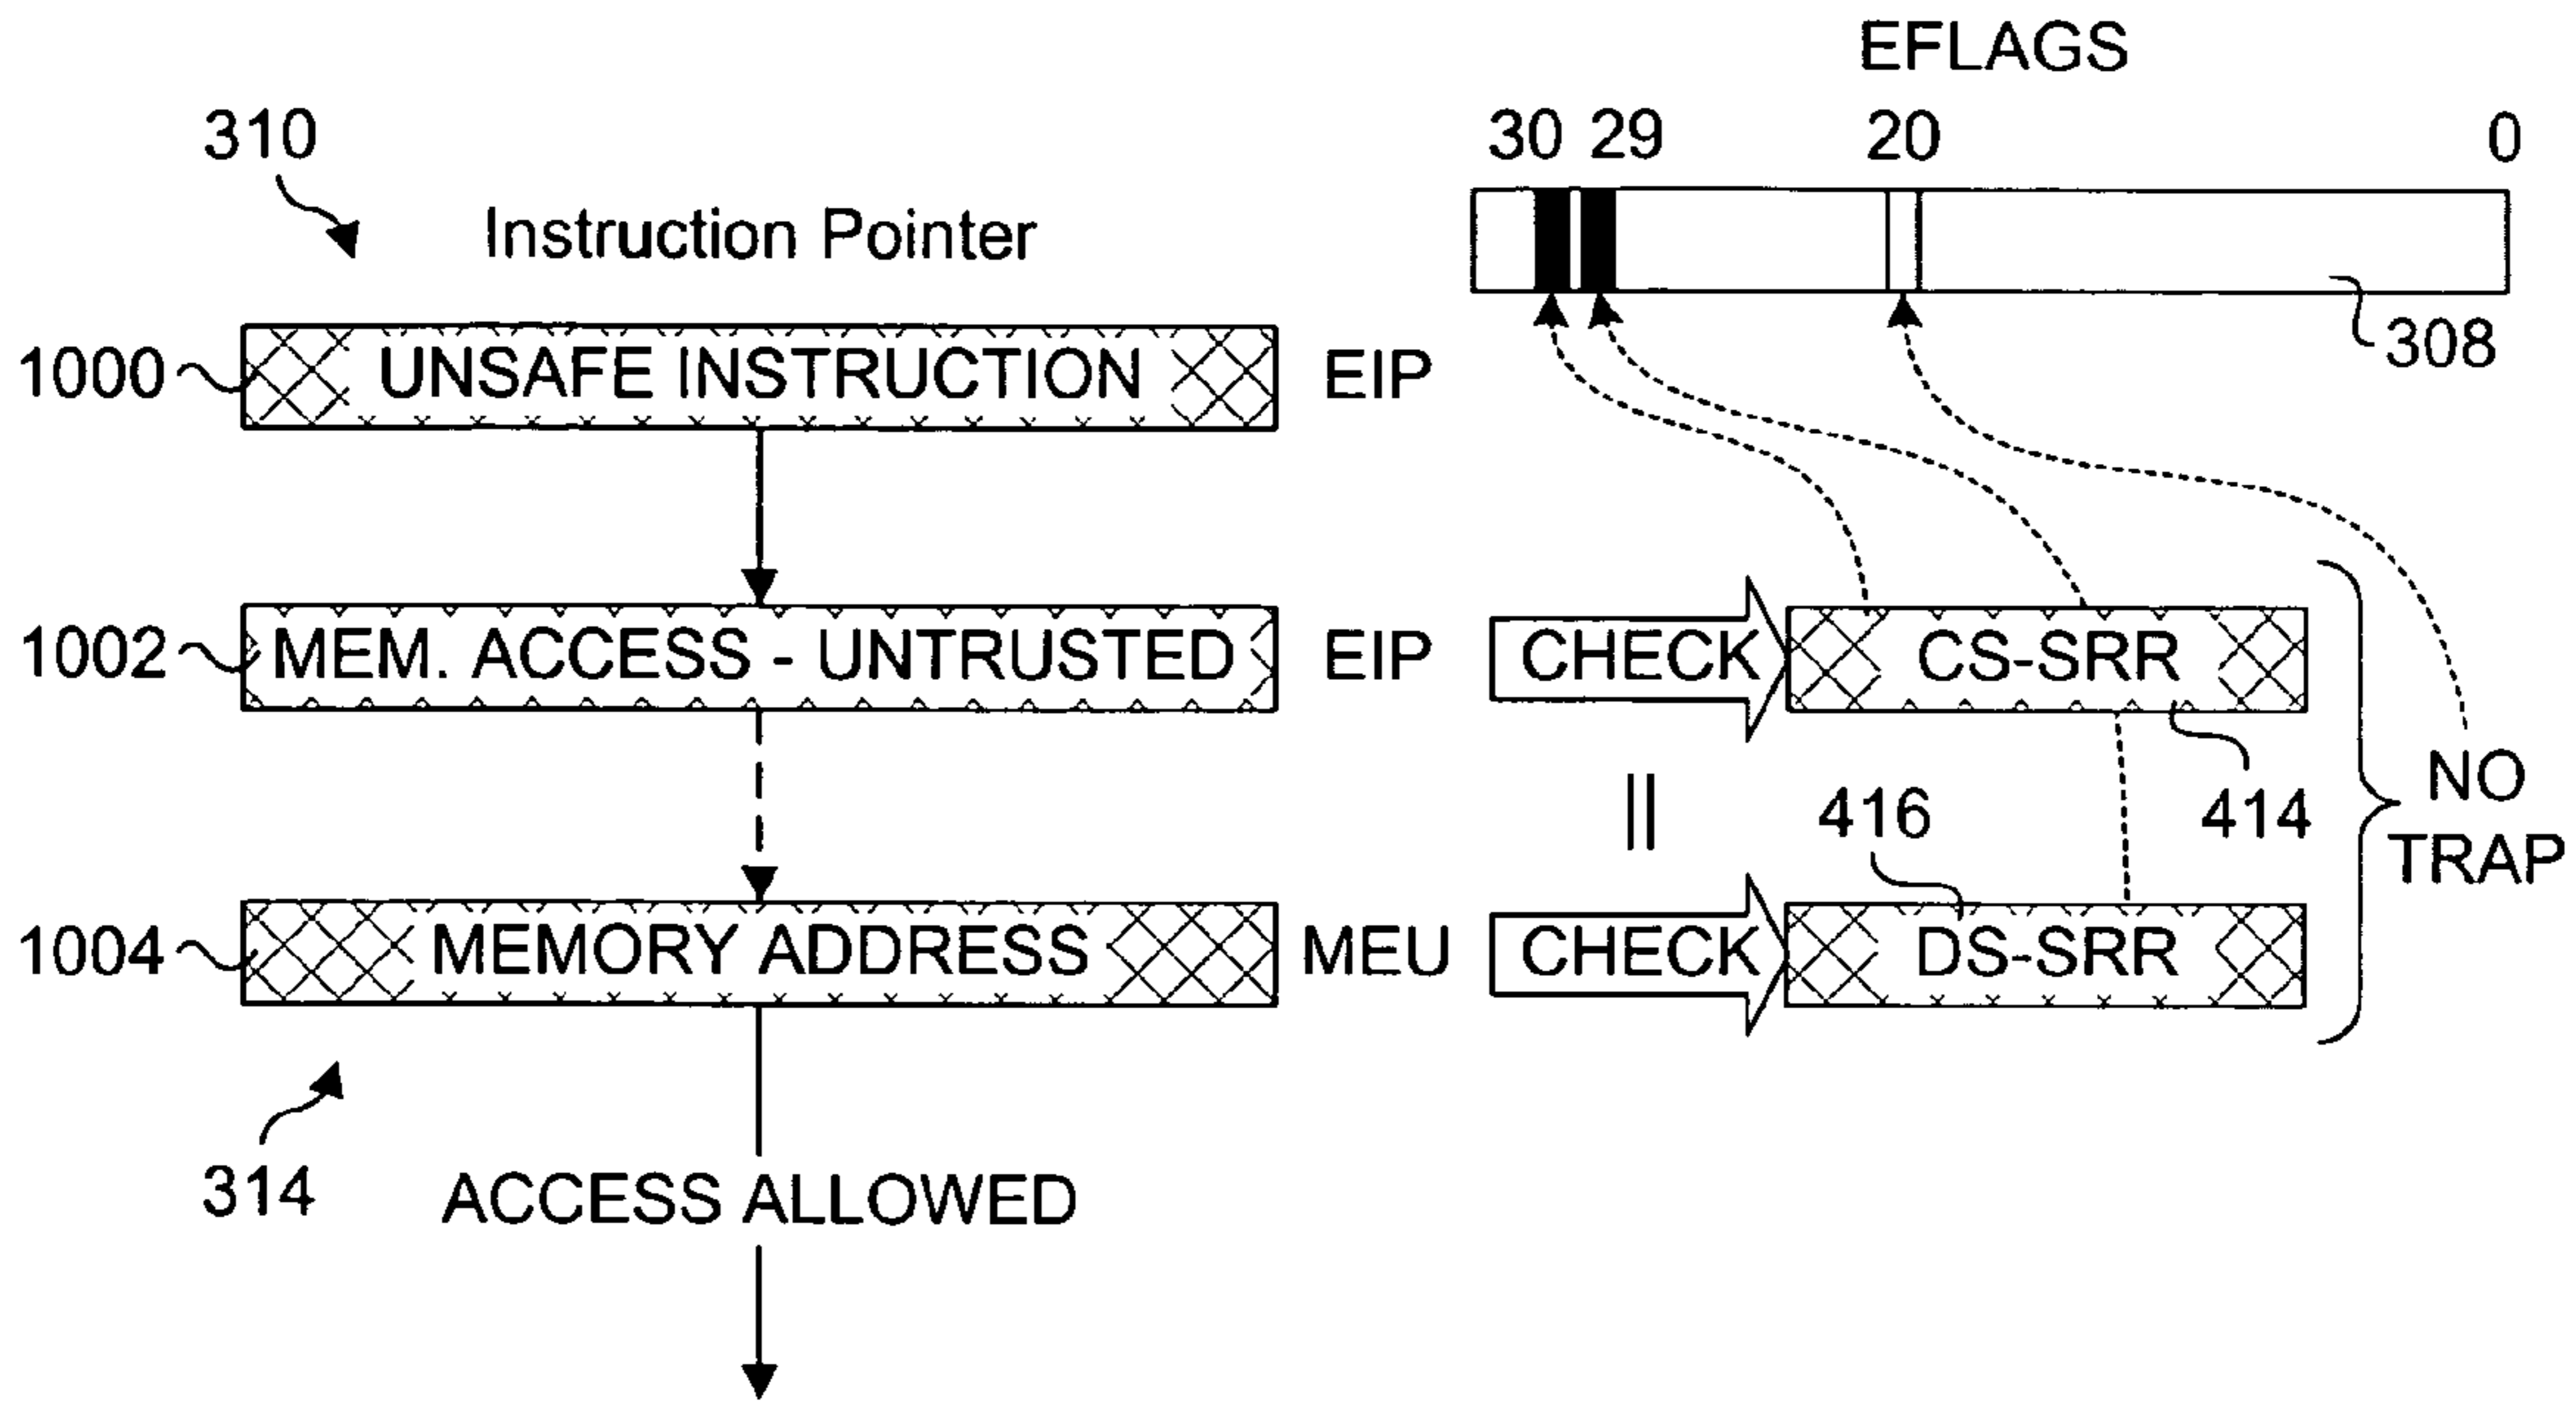 EFLAGS
310
30 29 20 0
Instruction Pointer
308
1000 UNSAFE INSTRUCTION EIP
1002 MEM. ACCESS - UNTRUSTED EIP CHECK CS-SRR
|| 416 414 NO
TRAP
1004 MEMORY ADDRESS MEU CHECK DS-SRR
314 ACCESS ALLOWED